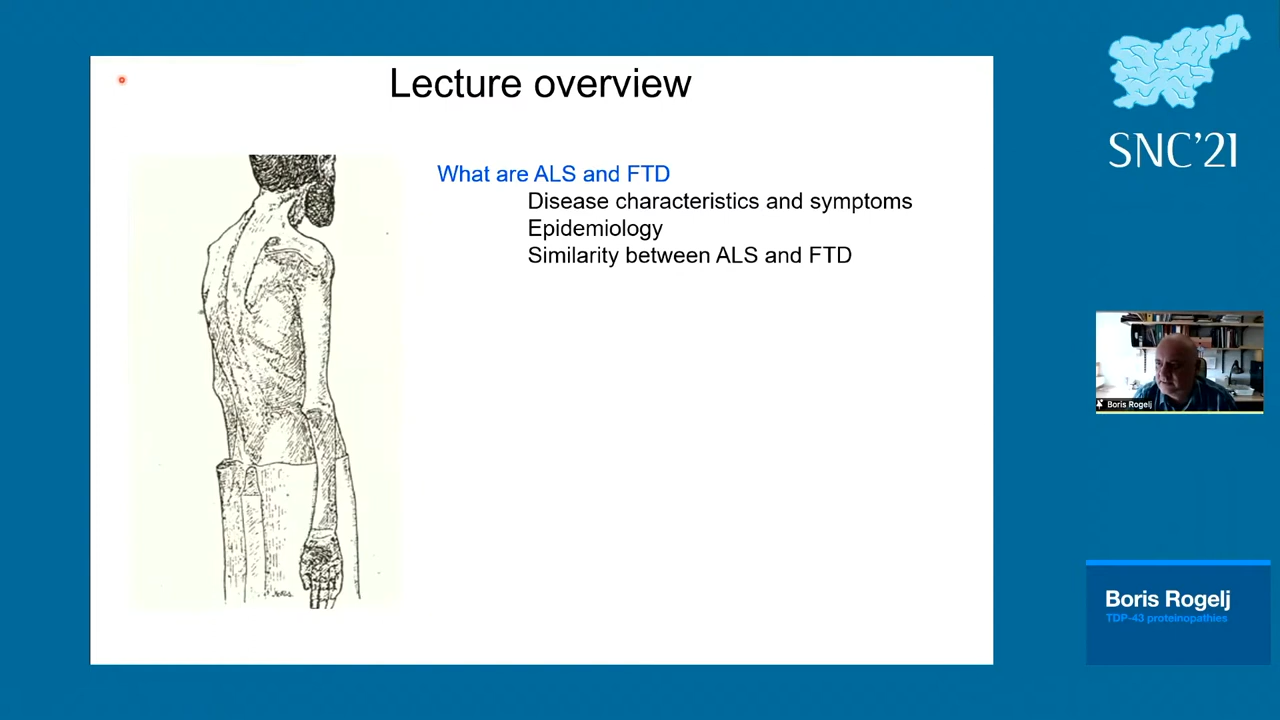 Lecture overview
What are ALS and FTD
Disease characteristics and symptoms
Epidemiology
Similarity between ALS and FTD
SNC'21
Boris Rogelj
Boris Rogelj
TDP-43 proteinopathies